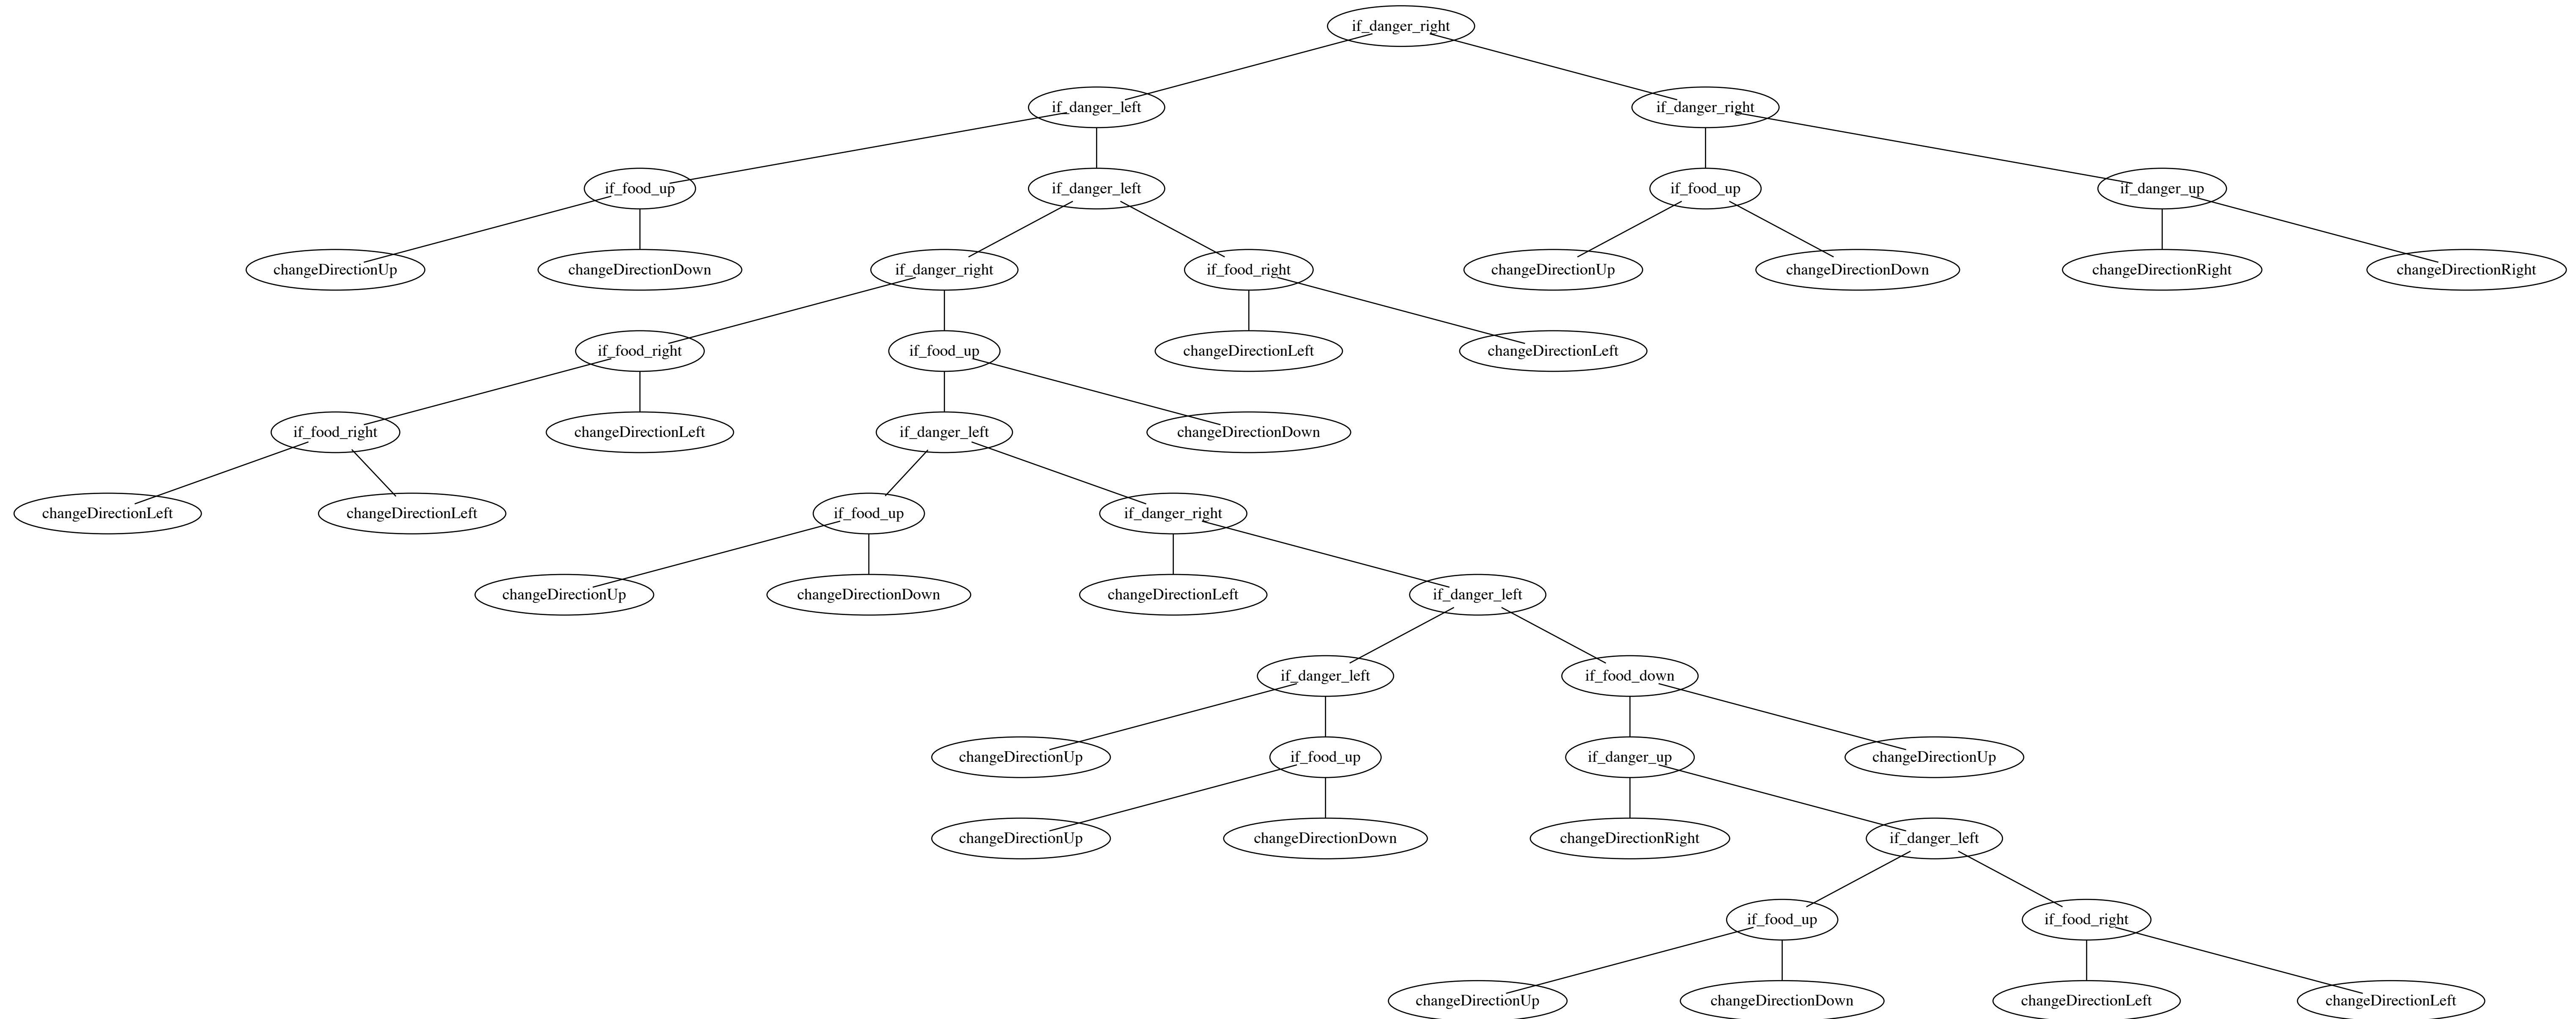 if_danger_right
if_danger_left
if_danger_right
if_food_up
if_danger_left
if_food_up
if_danger_up
changeDirectionUp
changeDirectionDown
if_danger_right
if_food_right
changeDirectionUp
changeDirectionDown
changeDirectionRight
changeDirectionRight
if_food_right
if_food_up
changeDirectionLeft
changeDirectionLeft
if_food_right
changeDirectionLeft
if_danger_left
changeDirectionDown
changeDirectionLeft
changeDirectionLeft
if_food_up
if_danger_right
changeDirectionUp
changeDirectionDown
changeDirectionLeft
if_danger_left
if_danger_left
if_food_down
changeDirectionUp
if_food_up
if_danger_up
changeDirectionUp
changeDirectionUp
changeDirectionDown
changeDirectionRight
if_danger_left
if_food_up
if_food_right
changeDirectionUp
changeDirectionDown
changeDirectionLeft
changeDirectionLeft